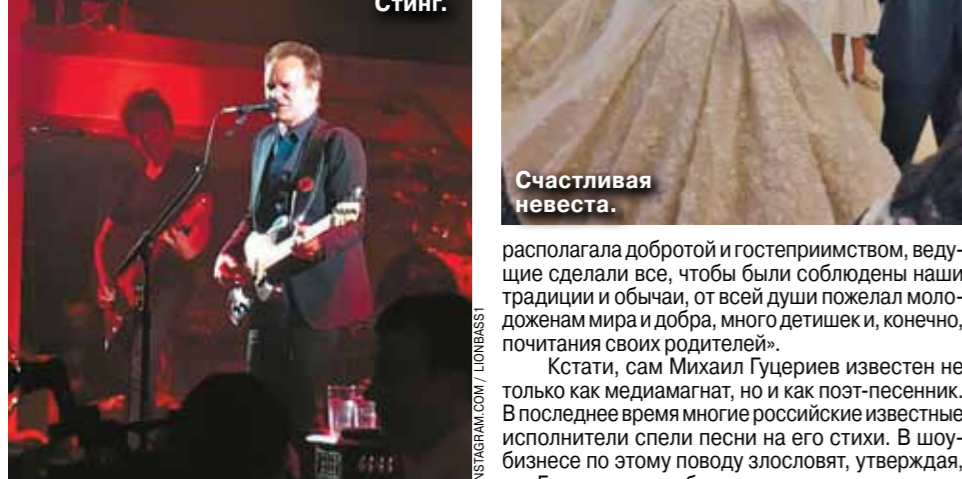 Стинг.
INSTAGRAM.COM / LIONBASS1
Счастливая
невеста.
располагала добротой и гостеприимством, веду-
щие сделали все, чтобы были соблюдены наши
традиции и обычаи, от всей души пожелал моло-
доженам мира и добра, много детишек и, конечно,
почитания своих родителей».
Кстати, сам Михаил Гуцериев известен не
только как медиамагнат, но и как поэт-песенник.
В последнее время многие российские известные
исполнители спели песни на его стихи. В шоу-
бизнесе по этому поводу злословят, утверждая,